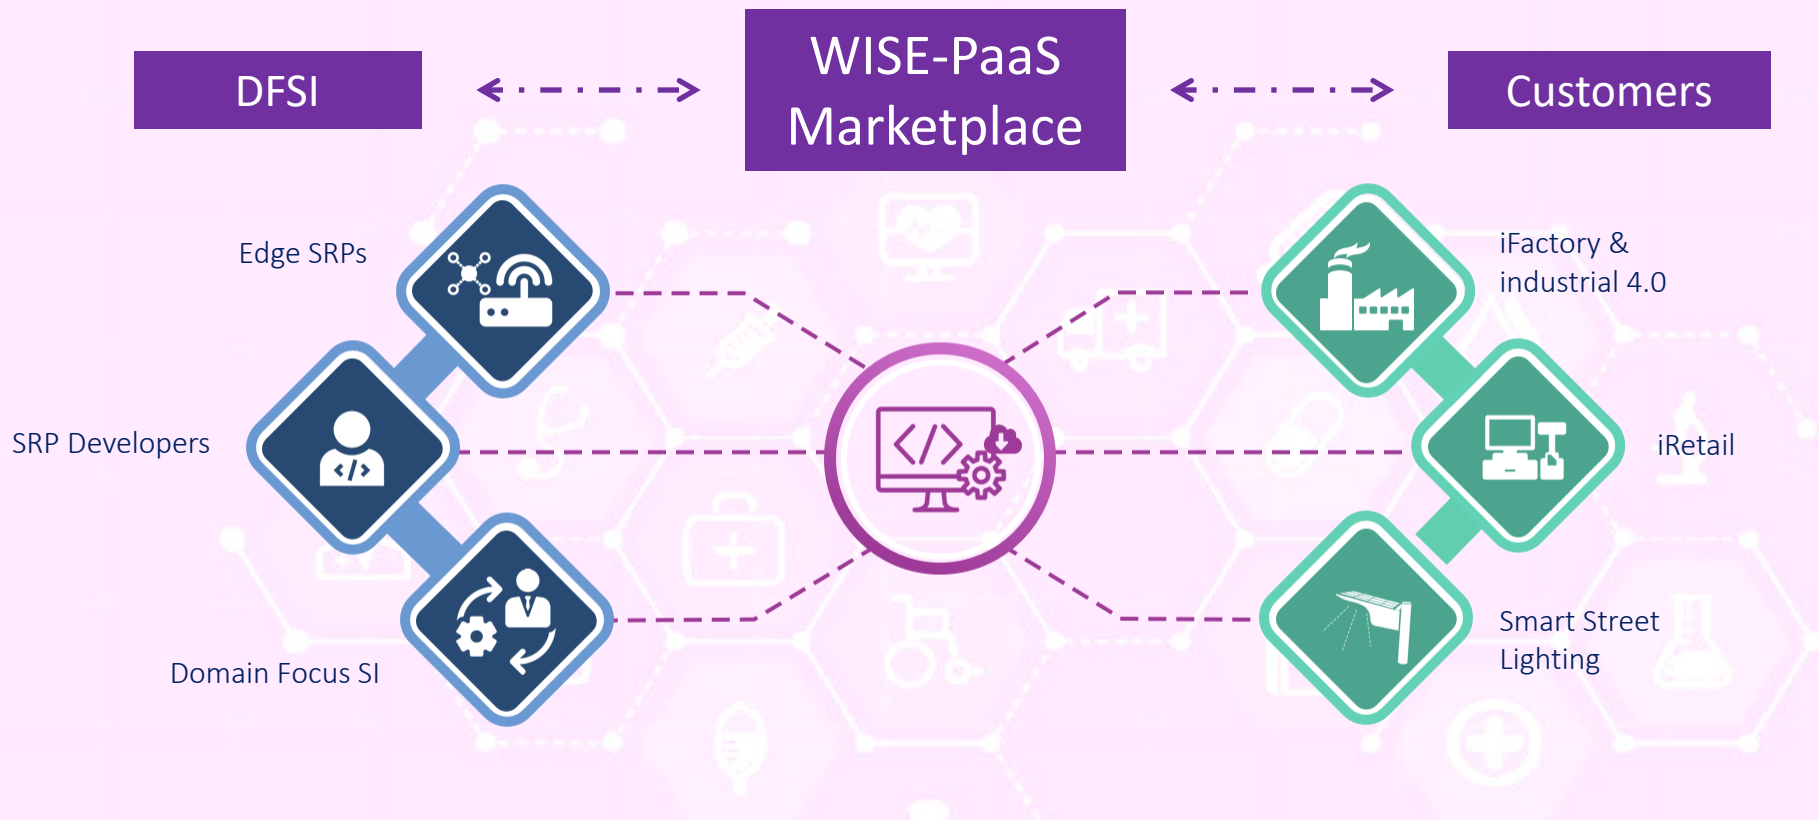 DFSI
WISE-PaaS
Marketplace
Customers
Edge SRPs
SRP Developers
Domain Focus SI
iFactory &
industrial 4.0
iRetail
Smart Street
Lighting